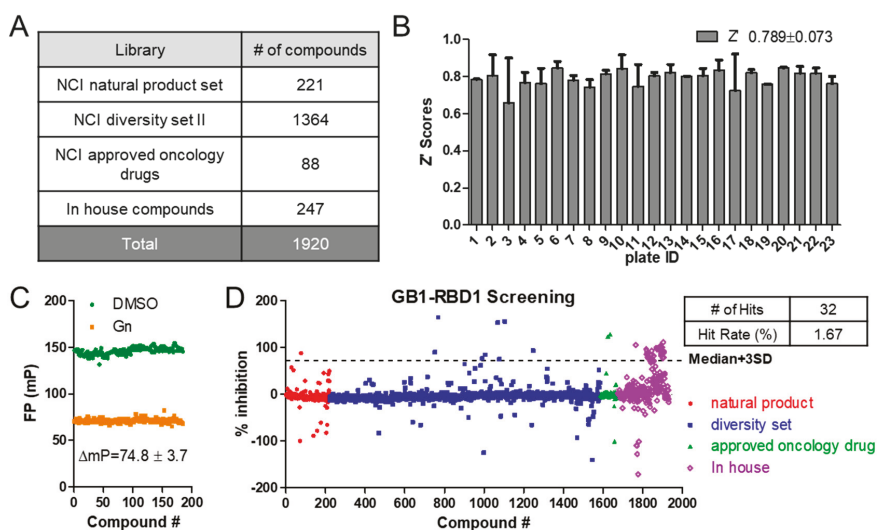 A
Library # of compounds
NCI natural product set 221
NCI diversity set II 1364
NCI approved oncology drugs 88
In house compounds 247
Total 1920
B
Z' 0.789±0.073
Z' Scores
1.0
0.8
0.6
0.4
0.2
0.0
1 2 3 4 5 6 7 8 9 10 11 12 13 14 15 16 17 18 19 20 21 22 23
plate ID
C
DMSO
Gn
FP (mP)
200
150
100
50
0
ΔmP=74.8 ± 3.7
0 50 100 150 200
Compound #
D
GB1-RBD1 Screening
% inhibition
200
100
0
-100
-200
0 200 400 600 800 1000 1200 1400 1600 1800 2000
Compound #
# of Hits 32
Hit Rate (%) 1.67
Median+3SD
natural product
diversity set
approved oncology drug
In house